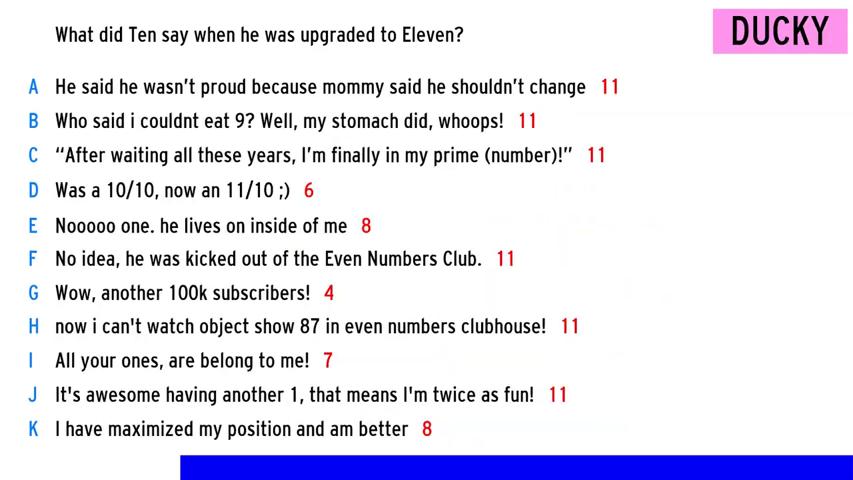 What did Ten say when he was upgraded to Eleven?
DUCKY
A He said he wasn't proud because mommy said he shouldn't change 11
B Who said i couldnt eat 9? Well, my stomach did, whoops! 11
C “After waiting all these years, I'm finally in my prime (number)!” 11
D Was a 10/10, now an 11/10 ;) 6
E Nooooo one. he lives on inside of me 8
F No idea, he was kicked out of the Even Numbers Club. 11
G Wow, another 100k subscribers! 4
H now i can't watch object show 87 in even numbers clubhouse! 11
I All your ones, are belong to me! 7
J It's awesome having another 1, that means I'm twice as fun! 11
K I have maximized my position and am better 8